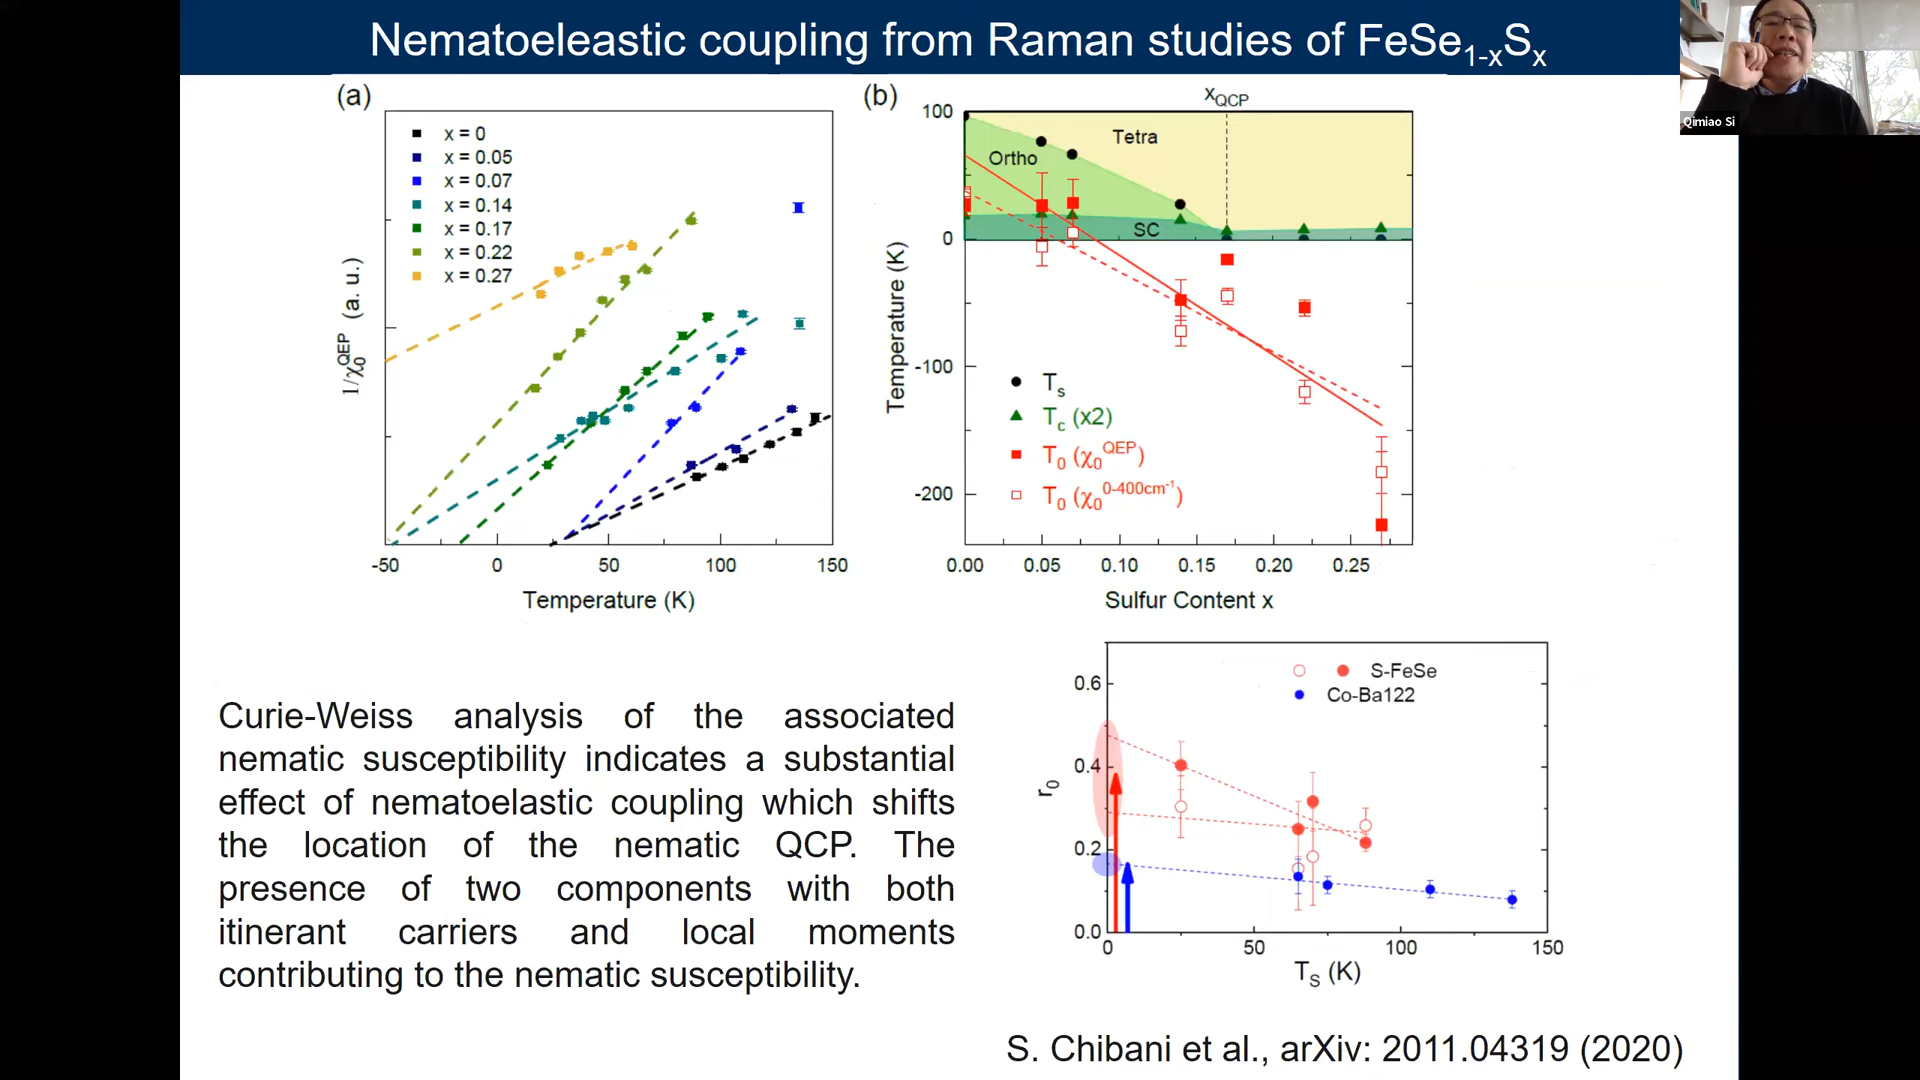 Nematoeleastic coupling from Raman studies of FeSe1-xSx
Qimiao Si
(a)
x = 0
x = 0.05
x = 0.07
x = 0.14
x = 0.17
x = 0.22
x = 0.27
1/χ0QEP (a. u.)
-50 0 50 100 150
Temperature (K)
(b)
xQCP
100
0
-100
-200
Temperature (K)
Tetra
Ortho
SC
Ts
Tc (x2)
T0 (χ0QEP)
T0 (χ00-400cm-1)
0.00 0.05 0.10 0.15 0.20 0.25
Sulfur Content x
Curie-Weiss analysis of the associated
nematic susceptibility indicates a substantial
effect of nematoelastic coupling which shifts
the location of the nematic QCP. The
presence of two components with both
itinerant carriers and local moments
contributing to the nematic susceptibility.
0.6
0.4
0.2
0.0
r0
S-FeSe
Co-Ba122
0 50 100 150
TS (K)
S. Chibani et al., arXiv: 2011.04319 (2020)